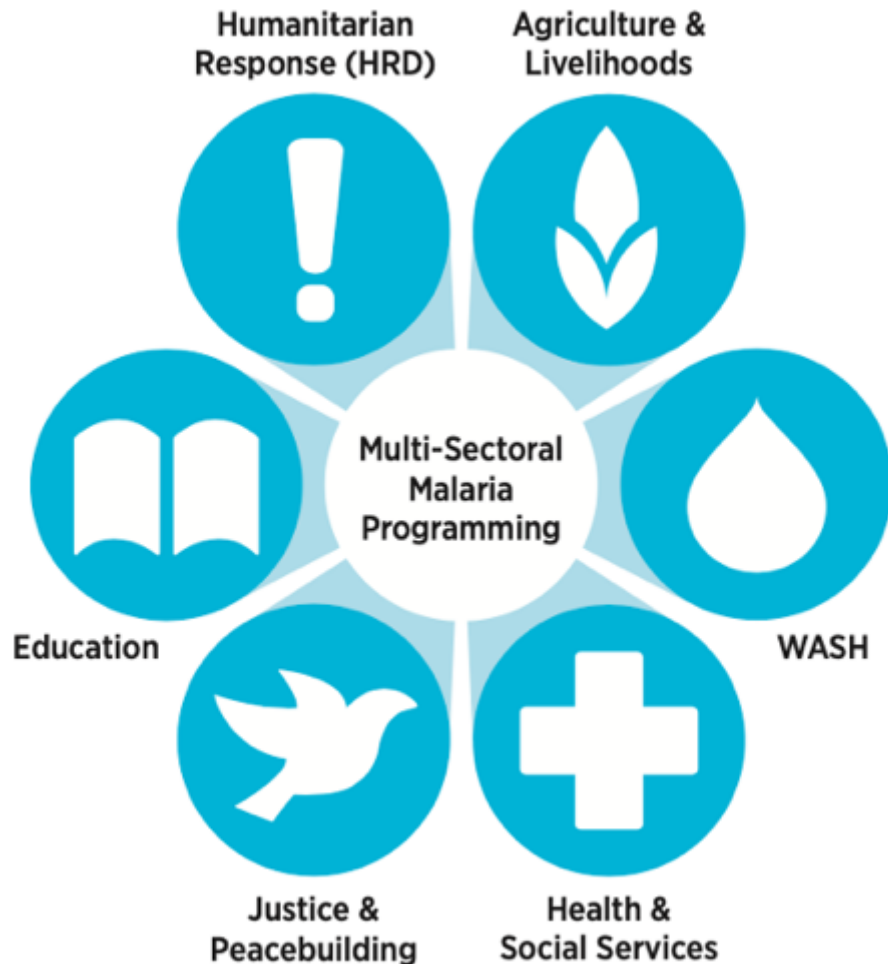 Humanitarian
Response (HRD)
Agriculture &
Livelihoods
Multi-Sectoral
Malaria
Programming
Education
WASH
Justice &
Peacebuilding
Health &
Social Services